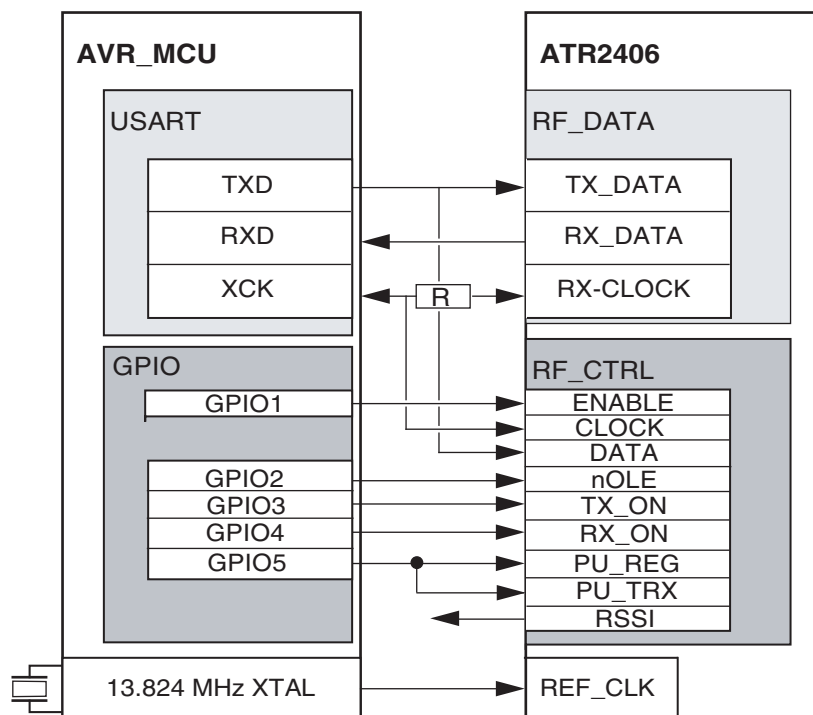 AVR_MCU
USART
TXD
RXD
XCK
GPIO
GPIO1
GPIO2
GPIO3
GPIO4
GPIO5
13.824 MHz XTAL
R
ATR2406
RF_DATA
TX_DATA
RX_DATA
RX-CLOCK
RF_CTRL
ENABLE
CLOCK
DATA
nOLE
TX_ON
RX_ON
PU_REG
PU_TRX
RSSI
REF_CLK